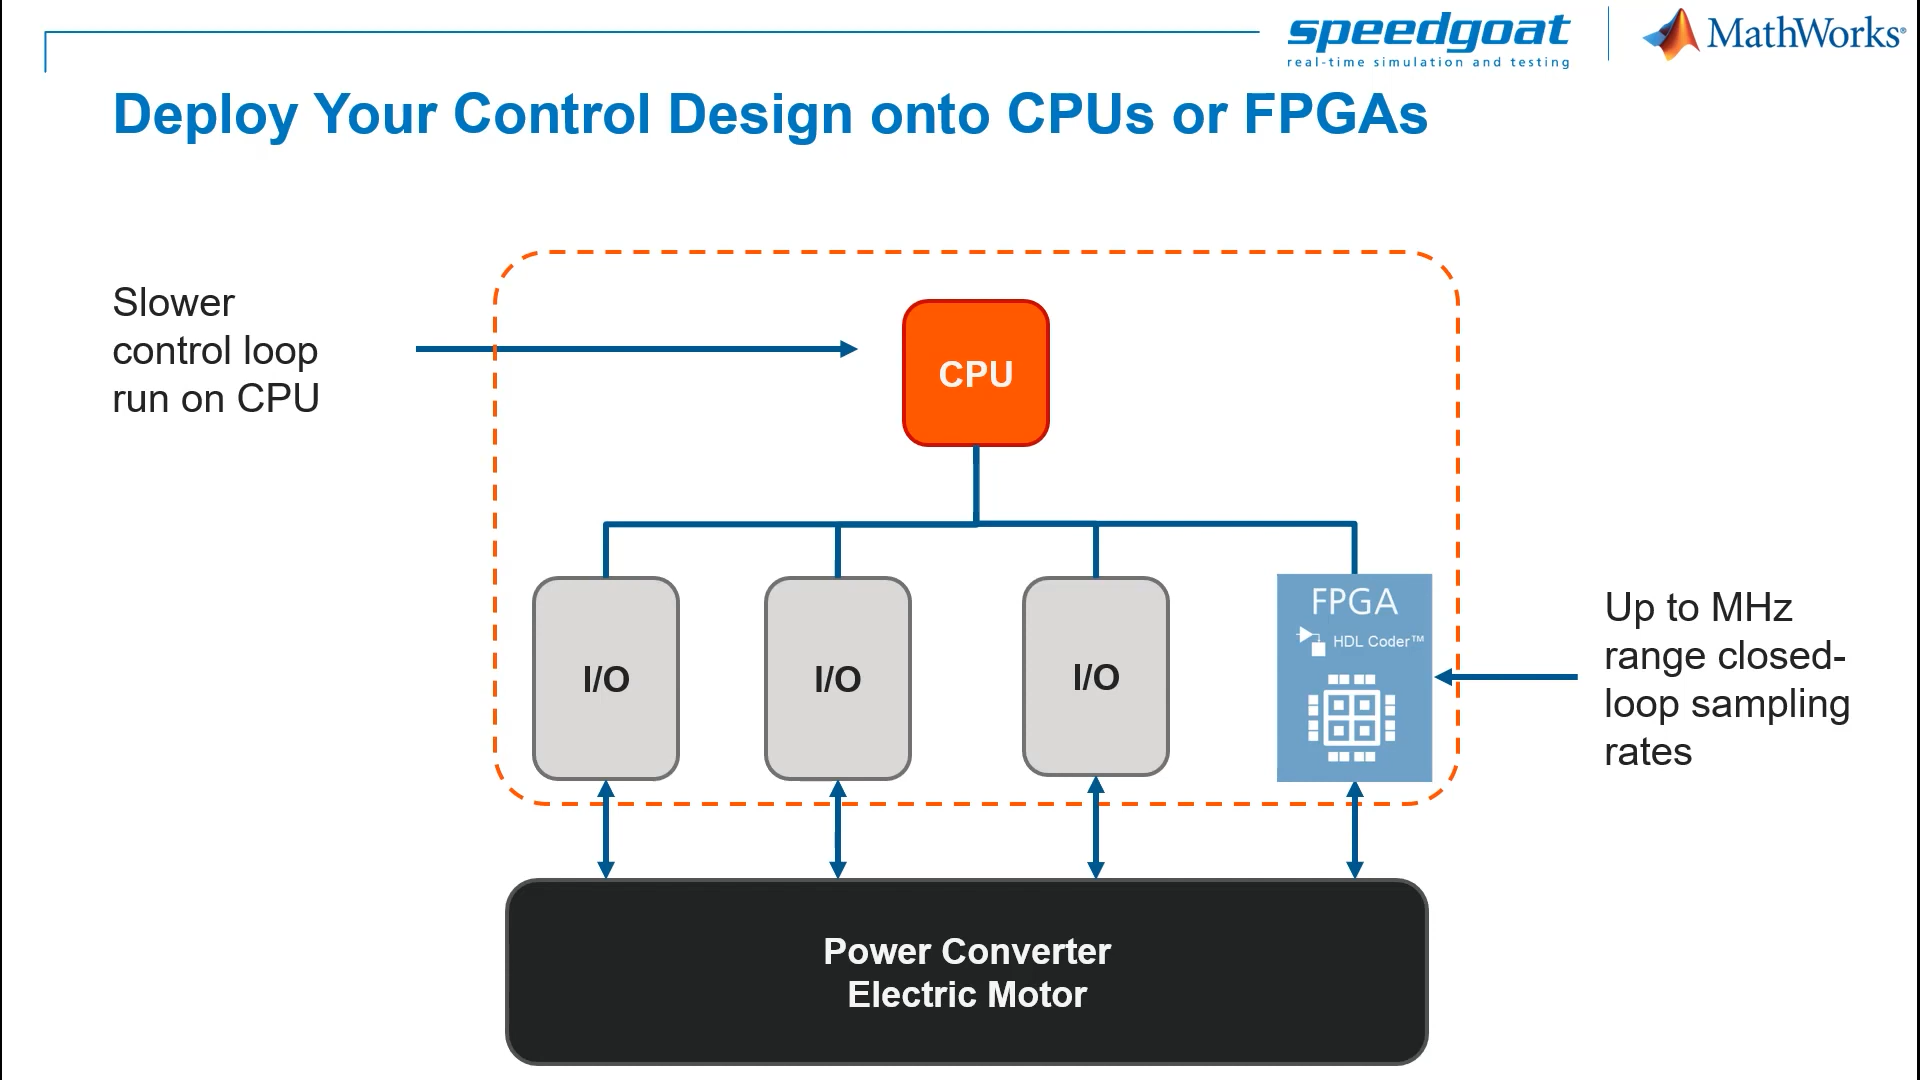 speedgoat
real-time simulation and testing
MathWorks®
Deploy Your Control Design onto CPUs or FPGAs
Slower
control loop
run on CPU
CPU
I/O
I/O
I/O
FPGA
HDL Coder™
Up to MHz
range closed-
loop sampling
rates
Power Converter
Electric Motor